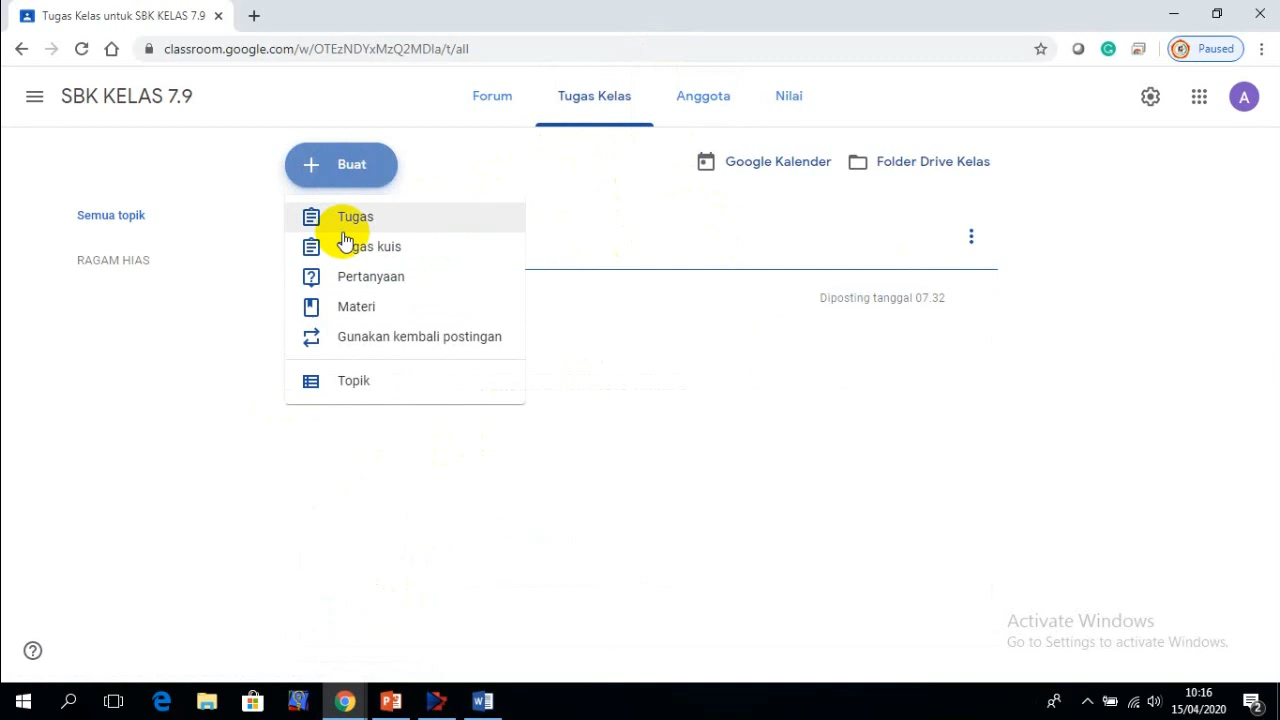 Tugas Kelas untuk SBK KELAS 7.9
classroom.google.com/w/OTEzNDYxMzQ2MDIa/t/all
Paused
SBK KELAS 7.9
Forum
Tugas Kelas
Anggota
Nilai
A
Buat
Google Kalender
Folder Drive Kelas
Semua topik
RAGAM HIAS
Tugas
kuis
Pertanyaan
Materi
Gunakan kembali postingan
Topik
Diposting tanggal 07.32
Activate Windows
Go to Settings to activate Windows.
10:16
15/04/2020
2